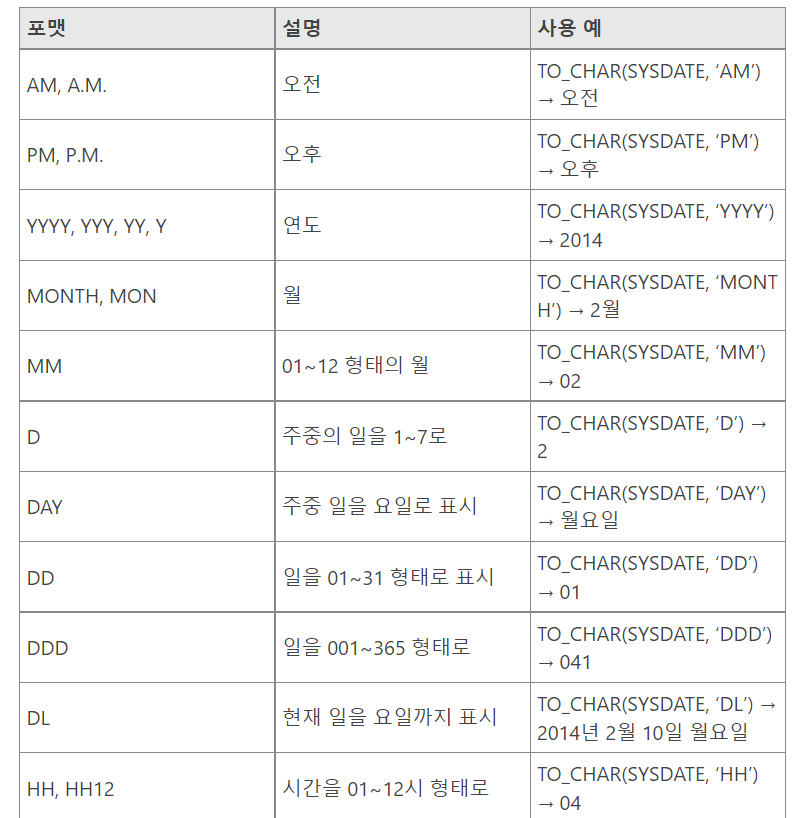 포맷 설명 사용 예
AM, A.M. 오전 TO_CHAR(SYSDATE, ‘AM’)
→ 오전
PM, P.M. 오후 TO_CHAR(SYSDATE, ‘PM’)
→ 오후
YYYY, YYY, YY, Y 연도 TO_CHAR(SYSDATE, ‘YYYY’)
→ 2014
MONTH, MON 월 TO_CHAR(SYSDATE, ‘MONT
H’) → 2월
MM 01~12 형태의 월 TO_CHAR(SYSDATE, ‘MM’)
→ 02
D 주중의 일을 1~7로 TO_CHAR(SYSDATE, ‘D’) →
2
DAY 주중 일을 요일로 표시 TO_CHAR(SYSDATE, ‘DAY’)
→ 월요일
DD 일을 01~31 형태로 표시 TO_CHAR(SYSDATE, ‘DD’)
→ 01
DDD 일을 001~365 형태로 TO_CHAR(SYSDATE, ‘DDD’)
→ 041
DL 현재 일을 요일까지 표시 TO_CHAR(SYSDATE, ‘DL’) →
2014년 2월 10일 월요일
HH, HH12 시간을 01~12시 형태로 TO_CHAR(SYSDATE, ‘HH’)
→ 04